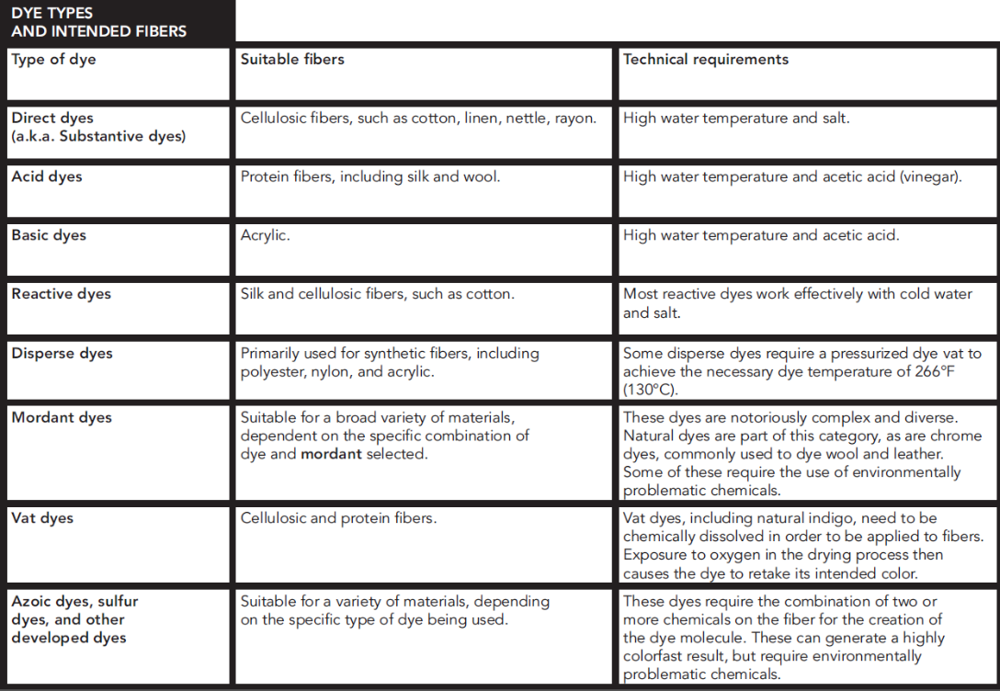 DYE TYPES
AND INTENDED FIBERS
Type of dye
Suitable fibers
Technical requirements
Direct dyes
(a.k.a. Substantive dyes)
Cellulosic fibers, such as cotton, linen, nettle, rayon.
High water temperature and salt.
Acid dyes
Protein fibers, including silk and wool.
High water temperature and acetic acid (vinegar).
Basic dyes
Acrylic.
High water temperature and acetic acid.
Reactive dyes
Silk and cellulosic fibers, such as cotton.
Most reactive dyes work effectively with cold water
and salt.
Disperse dyes
Primarily used for synthetic fibers, including
polyester, nylon, and acrylic.
Some disperse dyes require a pressurized dye vat to
achieve the necessary dye temperature of 266°F
(130°C).
Mordant dyes
Suitable for a broad variety of materials,
dependent on the specific combination of
dye and mordant selected.
These dyes are notoriously complex and diverse.
Natural dyes are part of this category, as are chrome
dyes, commonly used to dye wool and leather.
Some of these require the use of environmentally
problematic chemicals.
Vat dyes
Cellulosic and protein fibers.
Vat dyes, including natural indigo, need to be
chemically dissolved in order to be applied to fibers.
Exposure to oxygen in the drying process then
causes the dye to retake its intended color.
Azoic dyes, sulfur
dyes, and other
developed dyes
Suitable for a variety of materials, depending
on the specific type of dye being used.
These dyes require the combination of two or
more chemicals on the fiber for the creation of
the dye molecule. These can generate a highly
colorfast result, but require environmentally
problematic chemicals.